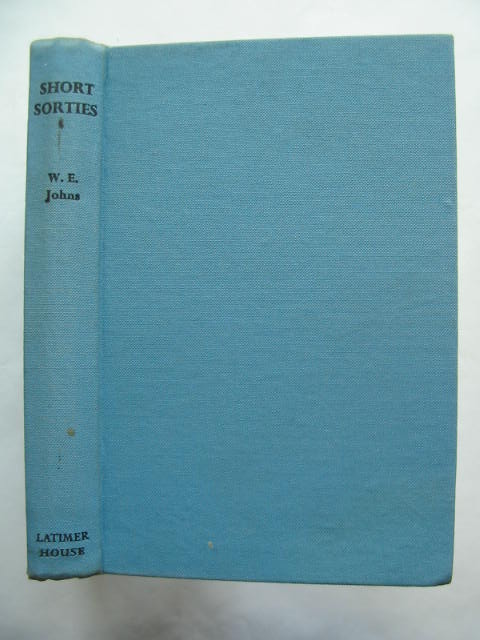 SHORT
SORTIES
W. E.
Johns
LATIMER
HOUSE